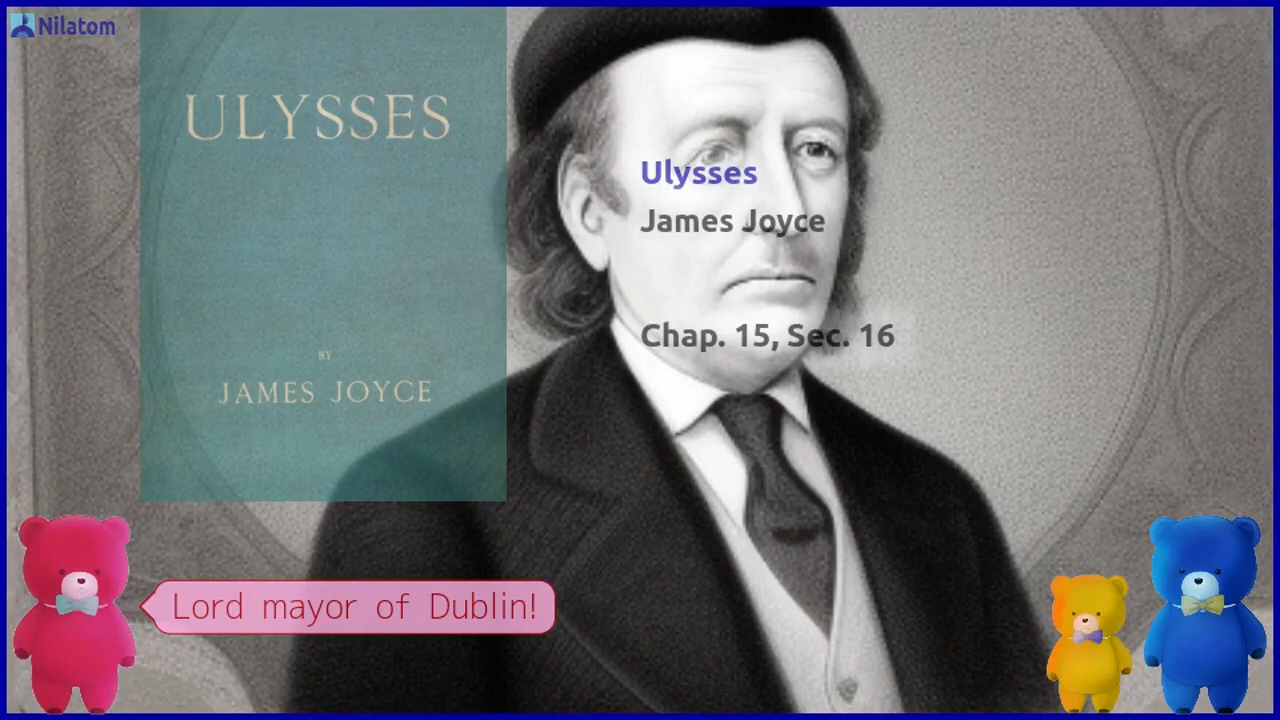 Nilatom
ULYSSES
BY
JAMES JOYCE
Ulysses
James Joyce
Chap. 15, Sec. 16
Lord mayor of Dublin!